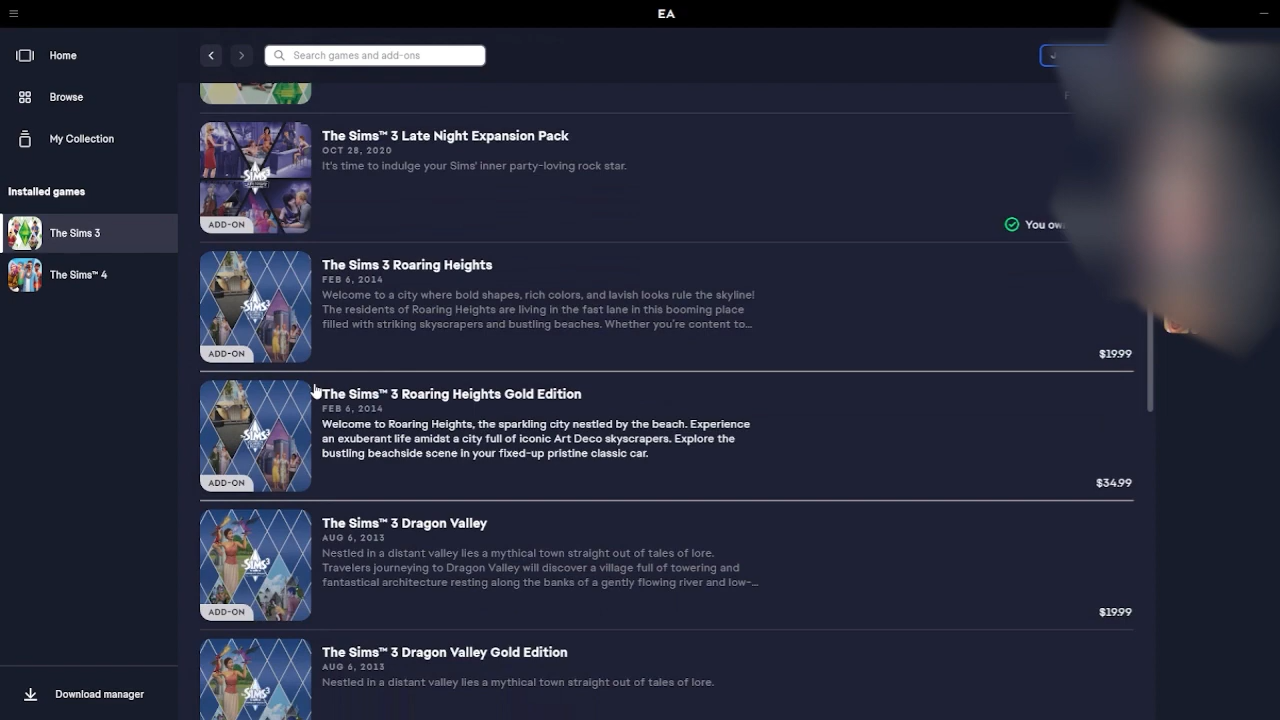 EA
Home
Search games and add-ons
Browse
My Collection
Installed games
The Sims 3
The Sims™ 4
The Sims™ 3 Late Night Expansion Pack
OCT 28, 2020
It's time to indulge your Sims' inner party-loving rock star.
ADD-ON
You
The Sims 3 Roaring Heights
FEB 6, 2014
Welcome to a city where bold shapes, rich colors, and lavish looks rule the skyline!
The residents of Roaring Heights are living in the fast lane in this booming place
filled with striking skyscrapers and bustling beaches. Whether you're content to...
ADD-ON
$19.99
The Sims™ 3 Roaring Heights Gold Edition
FEB 6, 2014
Welcome to Roaring Heights, the sparkling city nestled by the beach. Experience
an exuberant life amidst a city full of iconic Art Deco skyscrapers. Explore the
bustling beachside scene in your fixed-up pristine classic car.
ADD-ON
$34.99
The Sims™ 3 Dragon Valley
AUG 6, 2013
Nestled in a distant valley lies a mythical town straight out of tales of lore.
Travelers journeying to Dragon Valley will discover a village full of towering and
fantastical architecture resting along the banks of a gently flowing river and low-...
ADD-ON
$19.99
The Sims™ 3 Dragon Valley Gold Edition
AUG 6, 2013
Nestled in a distant valley lies a mythical town straight out of tales of lore.
Download manager